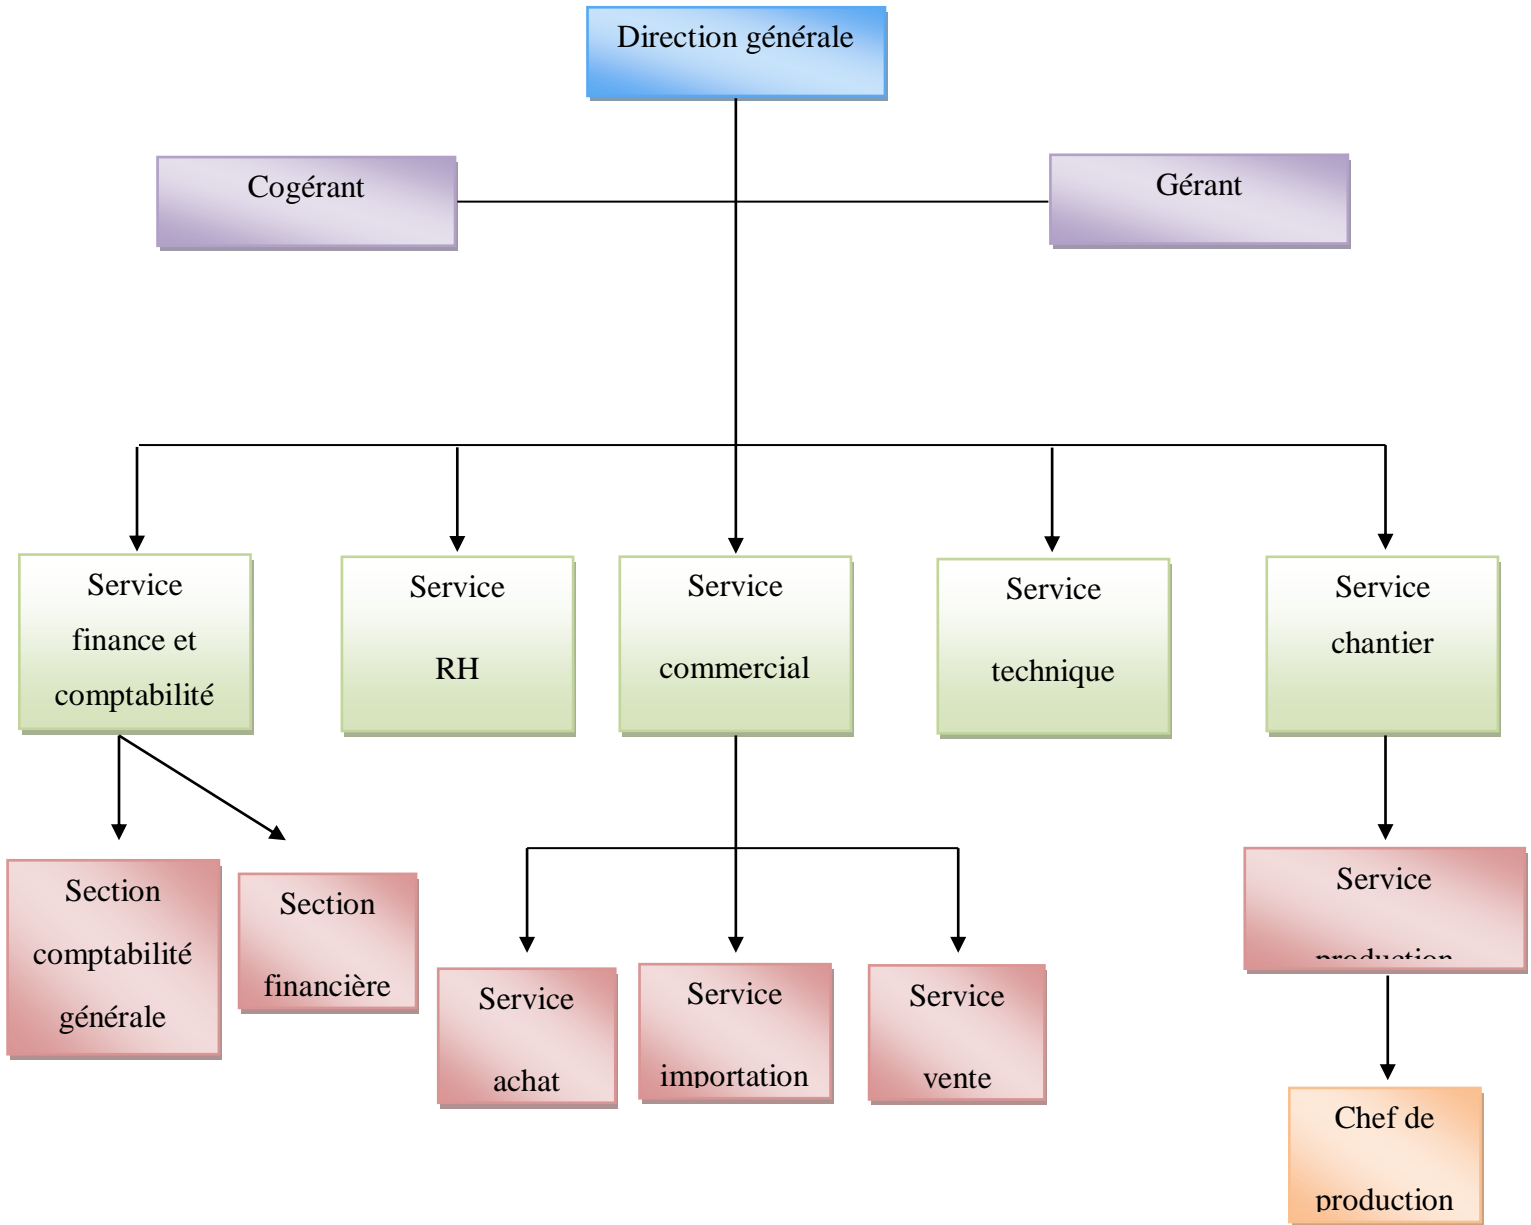 Direction générale
Cogérant
Gérant
Service
finance et
comptabilité
Service
RH
Service
commercial
Service
technique
Service
chantier
Section
comptabilité
générale
Section
financière
Service
achat
Service
importation
Service
vente
Service
production
Chef de
production